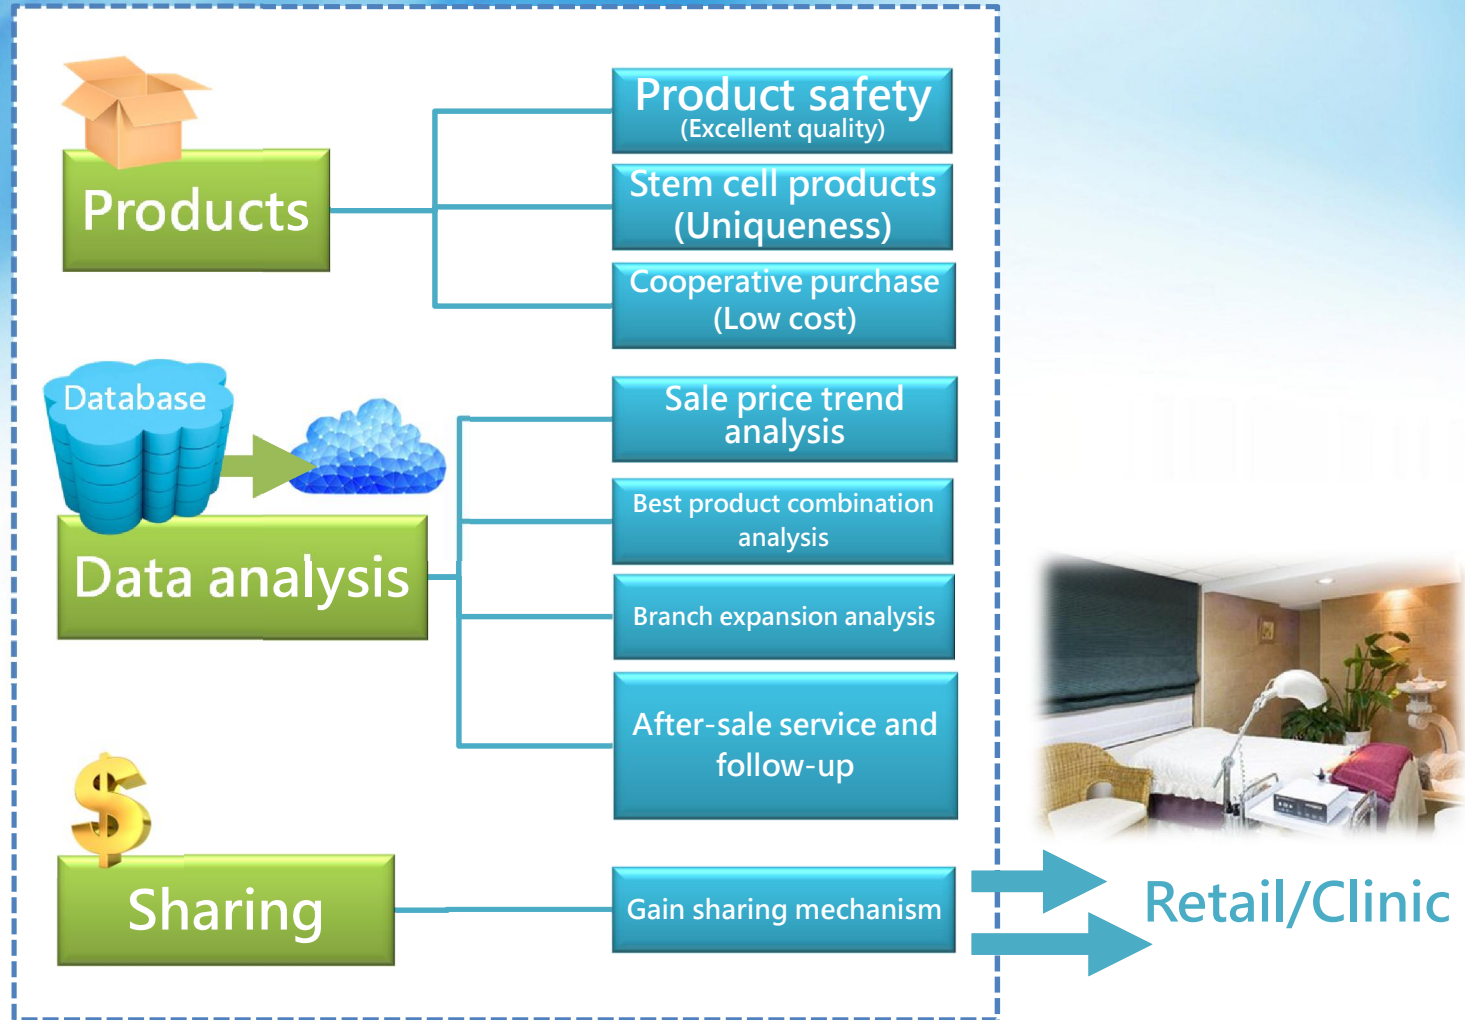 Products
Product safety
(Excellent quality)
Stem cell products
(Uniqueness)
Cooperative purchase
(Low cost)
Database
Data analysis
Sale price trend
analysis
Best product combination
analysis
Branch expansion analysis
After-sale service and
follow-up
$
Sharing
Gain sharing mechanism
Retail/Clinic